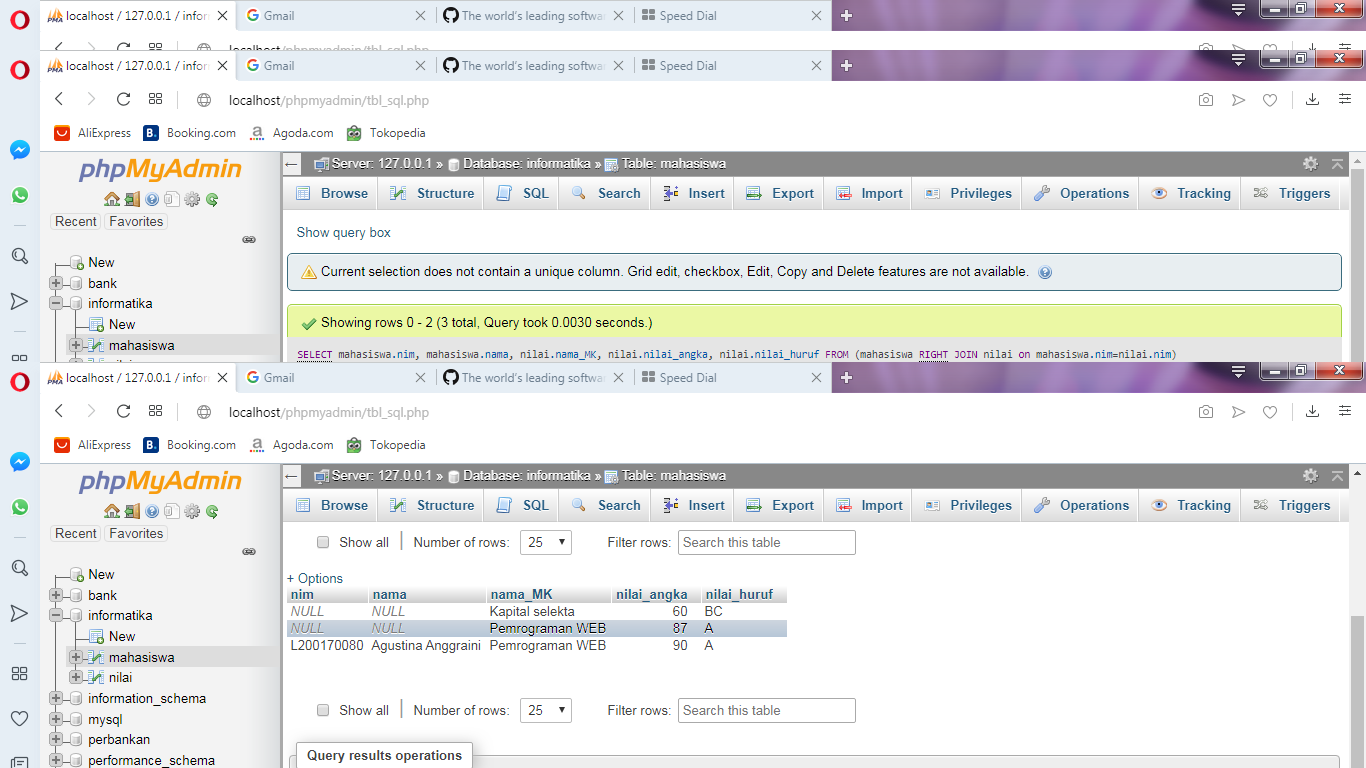 localhost / 127.0.0.1 / infor
Gmail
The world's leading softwa
Speed Dial
localhost/phpmyadmin/tbl_sql.php
localhost / 127.0.0.1 / infor
Gmail
The world's leading softwa
Speed Dial
localhost/phpmyadmin/tbl_sql.php
AliExpress
Booking.com
Agoda.com
Tokopedia
phpMyAdmin
Recent
Favorites
New
bank
informatika
New
mahasiswa
Server: 127.0.0.1 » Database: informatika » Table: mahasiswa
Browse
Structure
SQL
Search
Insert
Export
Import
Privileges
Operations
Tracking
Triggers
Show query box
Current selection does not contain a unique column. Grid edit, checkbox, Edit, Copy and Delete features are not available.
Showing rows 0 - 2 (3 total, Query took 0.0030 seconds.)
SELECT mahasiswa.nim, mahasiswa.nama, nilai.nama_MK, nilai.nilai_angka, nilai.nilai_huruf FROM (mahasiswa RIGHT JOIN nilai on mahasiswa.nim=nilai.nim)
localhost / 127.0.0.1 / infor
Gmail
The world's leading softwa
Speed Dial
localhost/phpmyadmin/tbl_sql.php
AliExpress
Booking.com
Agoda.com
Tokopedia
phpMyAdmin
Recent
Favorites
New
bank
informatika
New
mahasiswa
nilai
information_schema
mysql
perbankan
performance_schema
Server: 127.0.0.1 » Database: informatika » Table: mahasiswa
Browse
Structure
SQL
Search
Insert
Export
Import
Privileges
Operations
Tracking
Triggers
Show all | Number of rows: 25 Filter rows: Search this table
+ Options
nim nama nama_MK nilai_angka nilai_huruf
NULL NULL Kapital selekta 60 BC
NULL NULL Pemrograman WEB 87 A
L200170080 Agustina Anggraini Pemrograman WEB 90 A
Show all | Number of rows: 25 Filter rows: Search this table
Query results operations